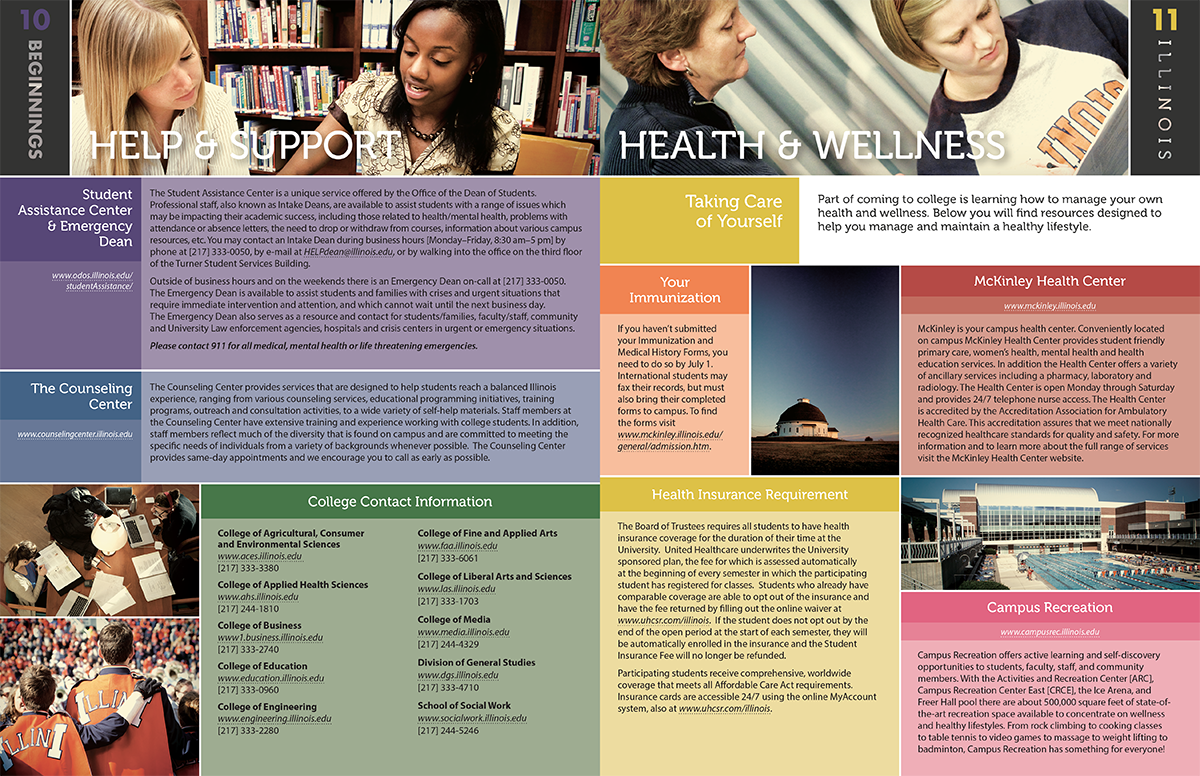 10
BEGINNINGS
HELP & SUPPORT
Student
Assistance Center
& Emergency
Dean
www.odos.illinois.edu/
studentAssistance/
The Student Assistance Center is a unique service offered by the Office of the Dean of Students.
Professional staff, also known as Intake Deans, are available to assist students with a range of issues which
may be impacting their academic success, including those related to health/mental health, problems with
attendance or absence letters, the need to drop or withdraw from courses, information about various campus
resources, etc. You may contact an Intake Dean during business hours [Monday–Friday, 8:30 am–5 pm] by
phone at [217] 333-0050, by e-mail at HELPdean@illinois.edu, or by walking into the office on the third floor
of the Turner Student Services Building.
Outside of business hours and on the weekends there is an Emergency Dean on-call at [217] 333-0050.
The Emergency Dean is available to assist students and families with crises and urgent situations that
require immediate intervention and attention, and which cannot wait until the next business day.
The Emergency Dean also serves as a resource and contact for students/families, faculty/staff, community
and University Law enforcement agencies, hospitals and crisis centers in urgent or emergency situations.
Please contact 911 for all medical, mental health or life threatening emergencies.
The Counseling
Center
www.counselingcenter.illinois.edu
The Counseling Center provides services that are designed to help students reach a balanced Illinois
experience, ranging from various counseling services, educational programming initiatives, training
programs, outreach and consultation activities, to a wide variety of self-help materials. Staff members at
the Counseling Center have extensive training and experience working with college students. In addition,
staff members reflect much of the diversity that is found on campus and are committed to meeting the
specific needs of individuals from a variety of backgrounds whenever possible. The Counseling Center
provides same-day appointments and we encourage you to call as early as possible.
ILLINI
ILLINI
College Contact Information
College of Agricultural, Consumer
and Environmental Sciences
www.aces.illinois.edu
[217] 333-3380
College of Applied Health Sciences
www.ahs.illinois.edu
[217] 244-1810
College of Business
www1.business.illinois.edu
[217] 333-2740
College of Education
www.education.illinois.edu
[217] 333-0960
College of Engineering
www.engineering.illinois.edu
[217] 333-2280
College of Fine and Applied Arts
www.faa.illinois.edu
[217] 333-6061
College of Liberal Arts and Sciences
www.las.illinois.edu
[217] 333-1703
College of Media
www.media.illinois.edu
[217] 244-4329
Division of General Studies
www.dgs.illinois.edu
[217] 333-4710
School of Social Work
www.socialwork.illinois.edu
[217] 244-5246
HEALTH & WELLNESS
11
ILLINOIS
Taking Care
of Yourself
Part of coming to college is learning how to manage your own
health and wellness. Below you will find resources designed to
help you manage and maintain a healthy lifestyle.
Your
Immunization
If you haven't submitted
your Immunization and
Medical History Forms, you
need to do so by July 1.
International students may
fax their records, but must
also bring their completed
forms to campus. To find
the forms visit
www.mckinley.illinois.edu/
general/admission.htm.
McKinley Health Center
www.mckinley.illinois.edu
McKinley is your campus health center. Conveniently located
on campus McKinley Health Center provides student friendly
primary care, women's health, mental health and health
education services. In addition the Health Center offers a variety
of ancillary services including a pharmacy, laboratory and
radiology. The Health Center is open Monday through Saturday
and provides 24/7 telephone nurse access. The Health Center
is accredited by the Accreditation Association for Ambulatory
Health Care. This accreditation assures that we meet nationally
recognized healthcare standards for quality and safety. For more
information and to learn more about the full range of services
visit the McKinley Health Center website.
Health Insurance Requirement
The Board of Trustees requires all students to have health
insurance coverage for the duration of their time at the
University. United Healthcare underwrites the University
sponsored plan, the fee for which is assessed automatically
at the beginning of every semester in which the participating
student has registered for classes. Students who already have
comparable coverage are able to opt out of the insurance and
have the fee returned by filling out the online waiver at
www.uhcsr.com/illinois. If the student does not opt out by the
end of the open period at the start of each semester, they will
be automatically enrolled in the insurance and the Student
Insurance Fee will no longer be refunded.
Participating students receive comprehensive, worldwide
coverage that meets all Affordable Care Act requirements.
Insurance cards are accessible 24/7 using the online MyAccount
system, also at www.uhcsr.com/illinois.
Campus Recreation
www.campusrec.illinois.edu
Campus Recreation offers active learning and self-discovery
opportunities to students, faculty, staff, and community
members. With the Activities and Recreation Center [ARC],
Campus Recreation Center East [CRCE], the Ice Arena, and
Freer Hall pool there are about 500,000 square feet of state-of-
the-art recreation space available to concentrate on wellness
and healthy lifestyles. From rock climbing to cooking classes
to table tennis to video games to massage to weight lifting to
badminton, Campus Recreation has something for everyone!